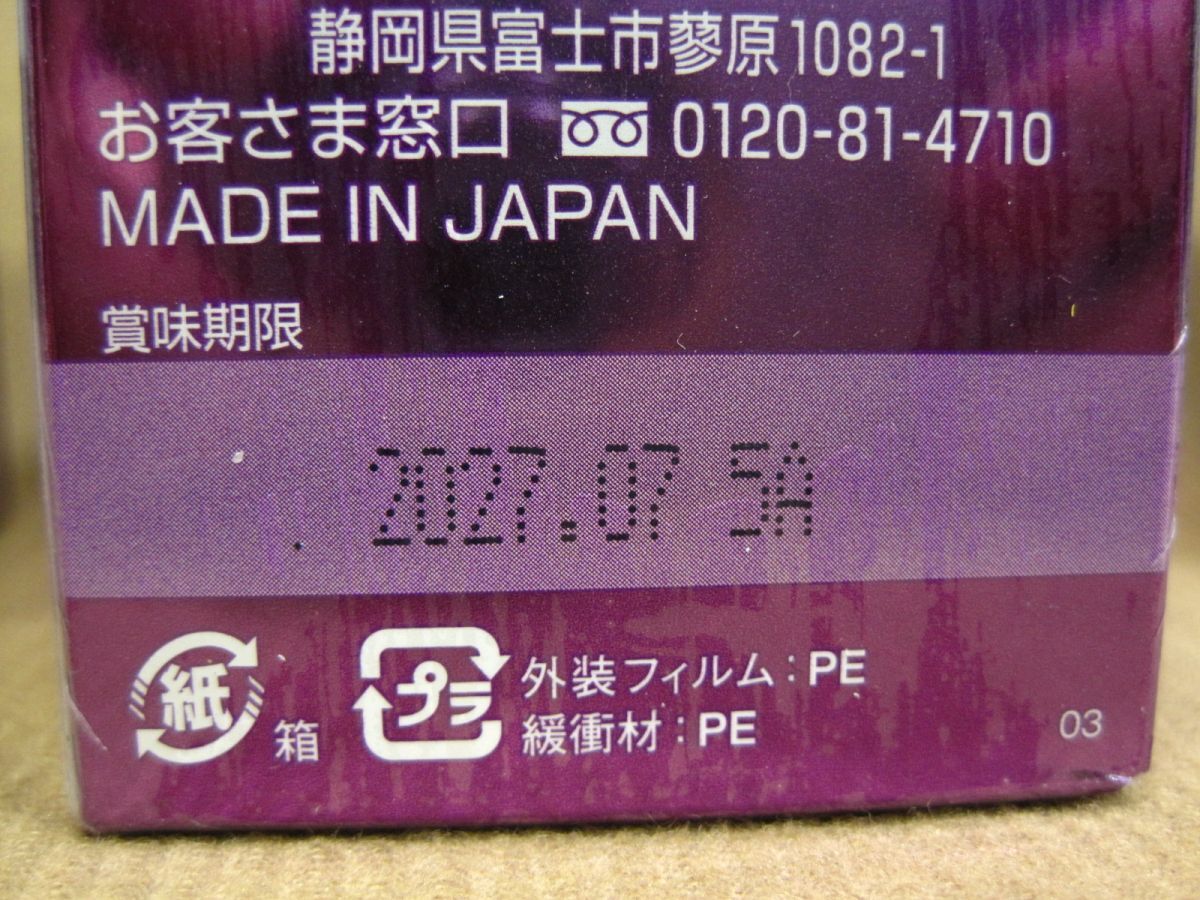 静岡県富士市蓼原1082-1
お客さま窓口 0120-81-4710
MADE IN JAPAN
賞味期限
2027.07 5A
紙 箱
プラ 外装フィルム:PE
緩衝材:PE
03